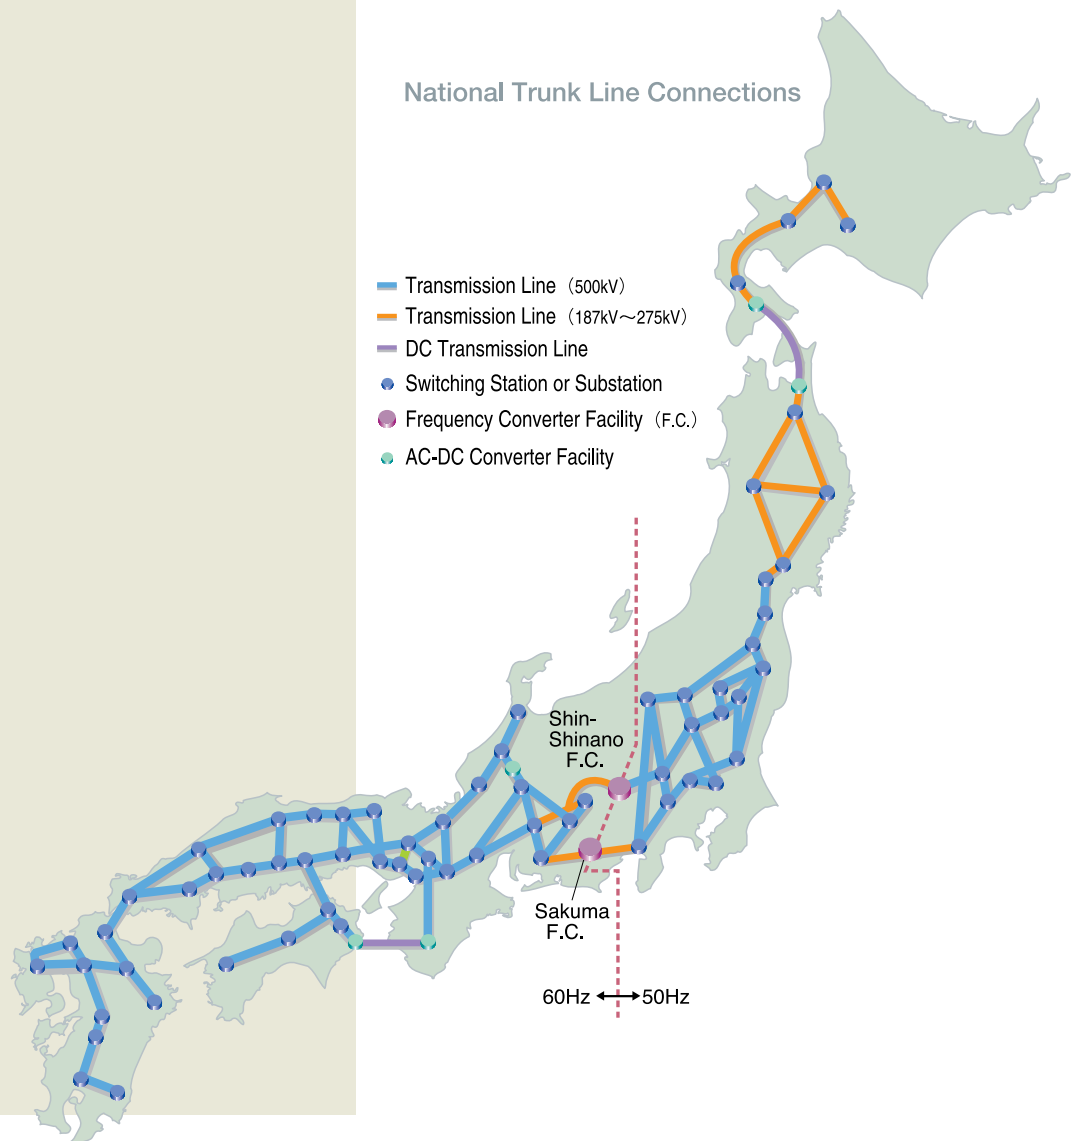 National Trunk Line Connections
Transmission Line（500kV）
Transmission Line（187kV～275kV）
DC Transmission Line
Switching Station or Substation
Frequency Converter Facility（F.C.）
AC-DC Converter Facility
Shin-
Shinano
F.C.
Sakuma
F.C.
60Hz
50Hz